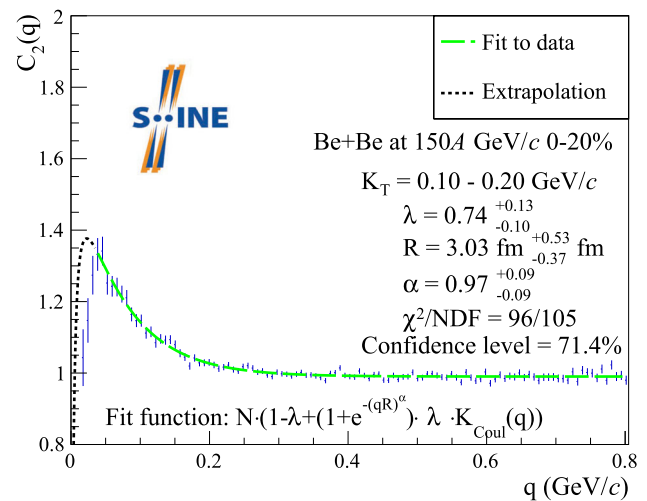 C₂(q)
2
1.8
1.6
1.4
1.2
1
0.8
Fit to data
Extrapolation
S••INE
Be+Be at 150A GeV/c 0-20%
K_T = 0.10 - 0.20 GeV/c
λ = 0.74 +0.13 -0.10
R = 3.03 fm +0.53 -0.37 fm
α = 0.97 +0.09 -0.09
χ²/NDF = 96/105
Confidence level = 71.4%
Fit function: N·(1-λ+(1+e^{-(qR)^α})· λ ·K_Coul(q))
0 0.2 0.4 0.6 0.8
q (GeV/c)